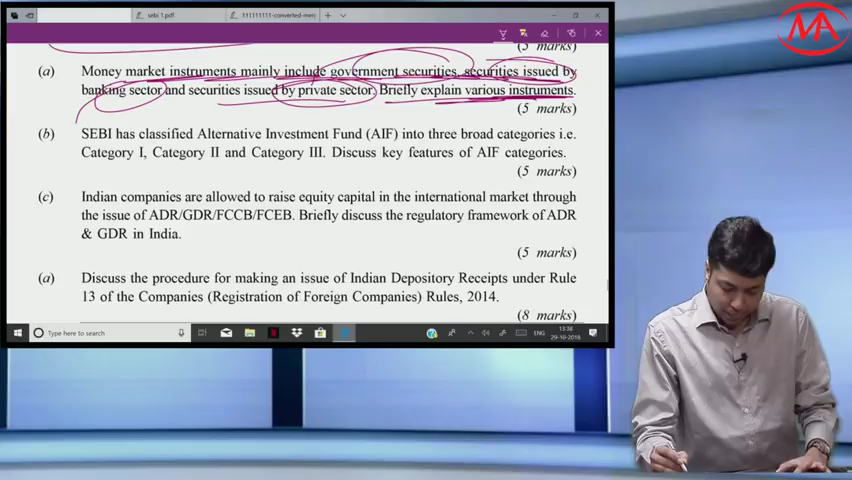 sebi 1.pdf
111111111-converted-mer
(5 marks)
(a) Money market instruments mainly include government securities, securities issued by
banking sector and securities issued by private sector. Briefly explain various instruments.
(5 marks)
(b) SEBI has classified Alternative Investment Fund (AIF) into three broad categories i.e.
Category I, Category II and Category III. Discuss key features of AIF categories.
(5 marks)
(c) Indian companies are allowed to raise equity capital in the international market through
the issue of ADR/GDR/FCCB/FCEB. Briefly discuss the regulatory framework of ADR
& GDR in India.
(5 marks)
(a) Discuss the procedure for making an issue of Indian Depository Receipts under Rule
13 of the Companies (Registration of Foreign Companies) Rules, 2014.
(8 marks)
Type here to search
ENG
13:38
29-10-2018
MA